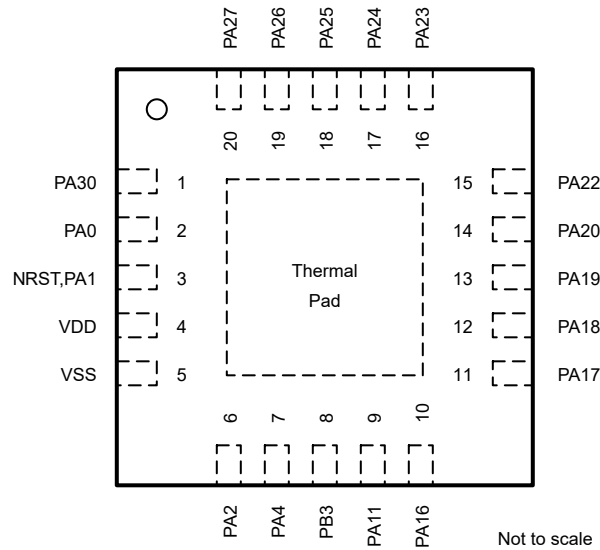 PA27
PA26
PA25
PA24
PA23
20
19
18
17
16
PA30
1
15
PA22
PA0
2
14
PA20
NRST,PA1
3
13
PA19
VDD
4
12
PA18
VSS
5
11
PA17
Thermal
Pad
6
7
8
9
10
PA2
PA4
PB3
PA11
PA16
Not to scale